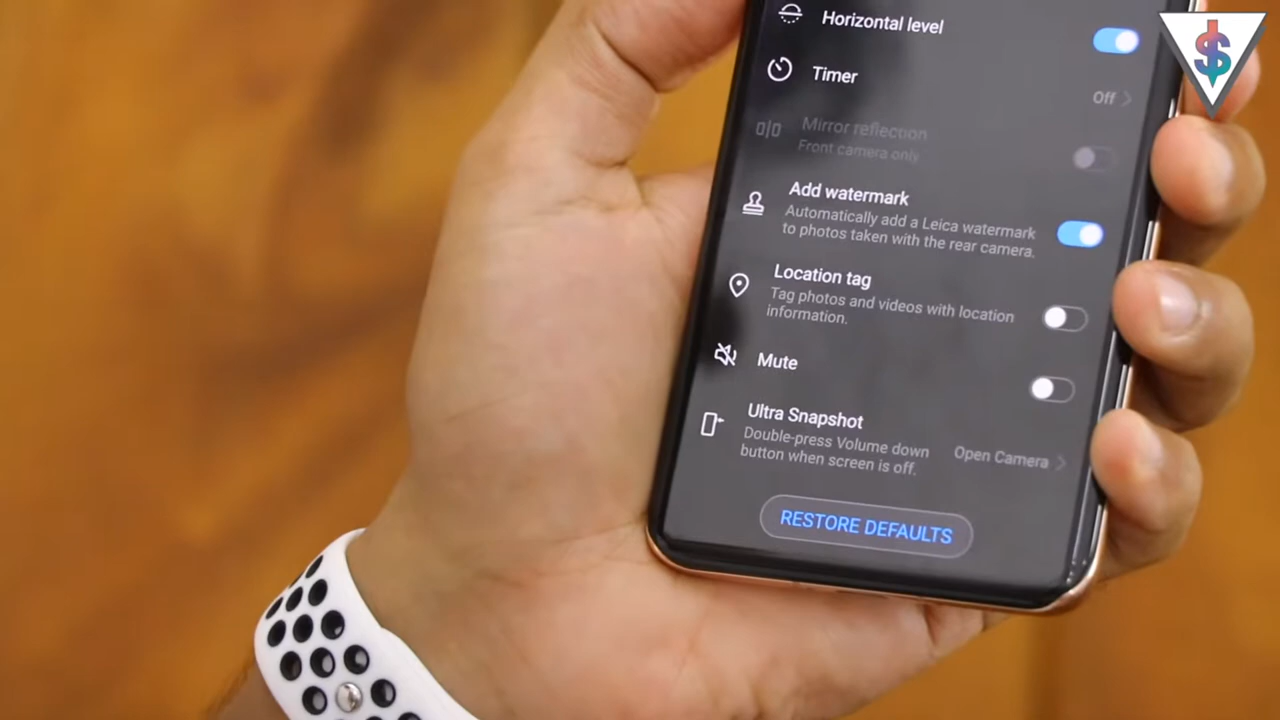 Horizontal level
Timer
Off
Mirror reflection
Front camera only
Add watermark
Automatically add a Leica watermark
to photos taken with the rear camera.
Location tag
Tag photos and videos with location
information.
Mute
Ultra Snapshot
Double-press Volume down
button when screen is off.
Open Camera
RESTORE DEFAULTS
$